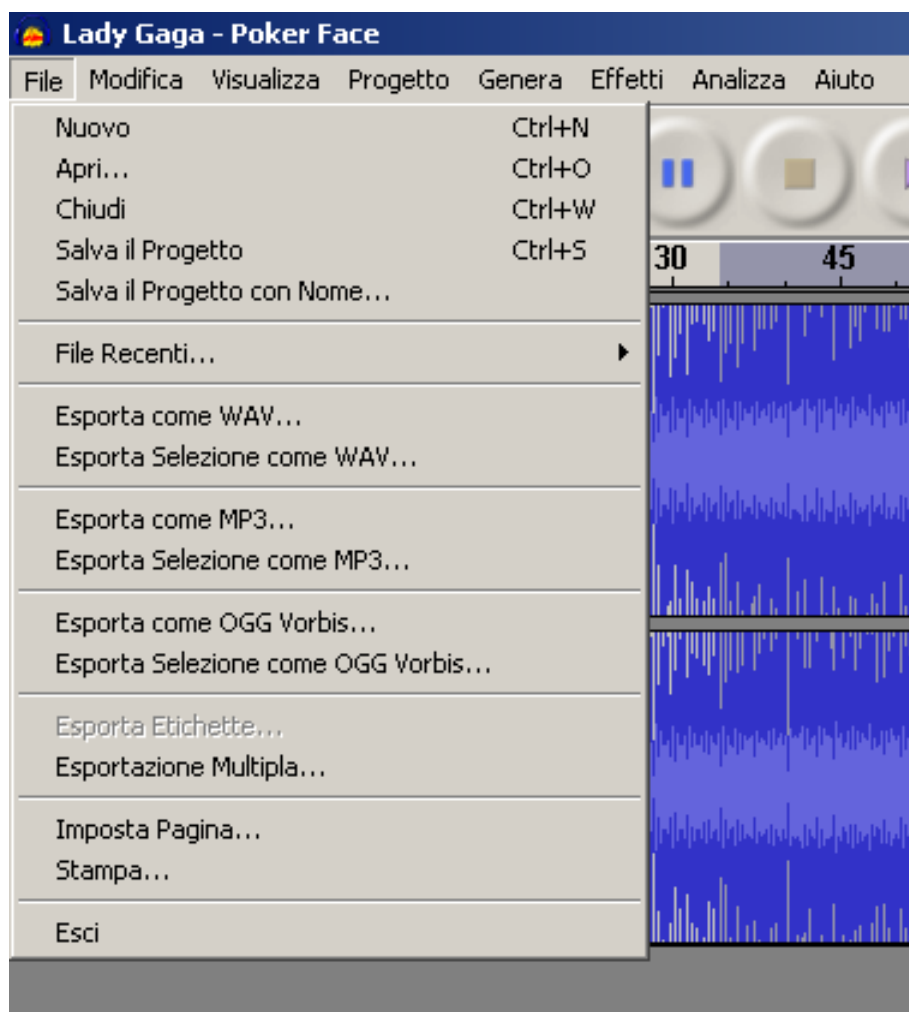 Lady Gaga - Poker Face
File Modifica Visualizza Progetto Genera Effetti Analizza Aiuto
Nuovo Ctrl+N
Apri... Ctrl+O
Chiudi Ctrl+W
Salva il Progetto Ctrl+S
30 45
Salva il Progetto con Nome...
File Recenti...
Esporta come WAV...
Esporta Selezione come WAV...
Esporta come MP3...
Esporta Selezione come MP3...
Esporta come OGG Vorbis...
Esporta Selezione come OGG Vorbis...
Esporta Etichette...
Esportazione Multipla...
Imposta Pagina...
Stampa...
Esci